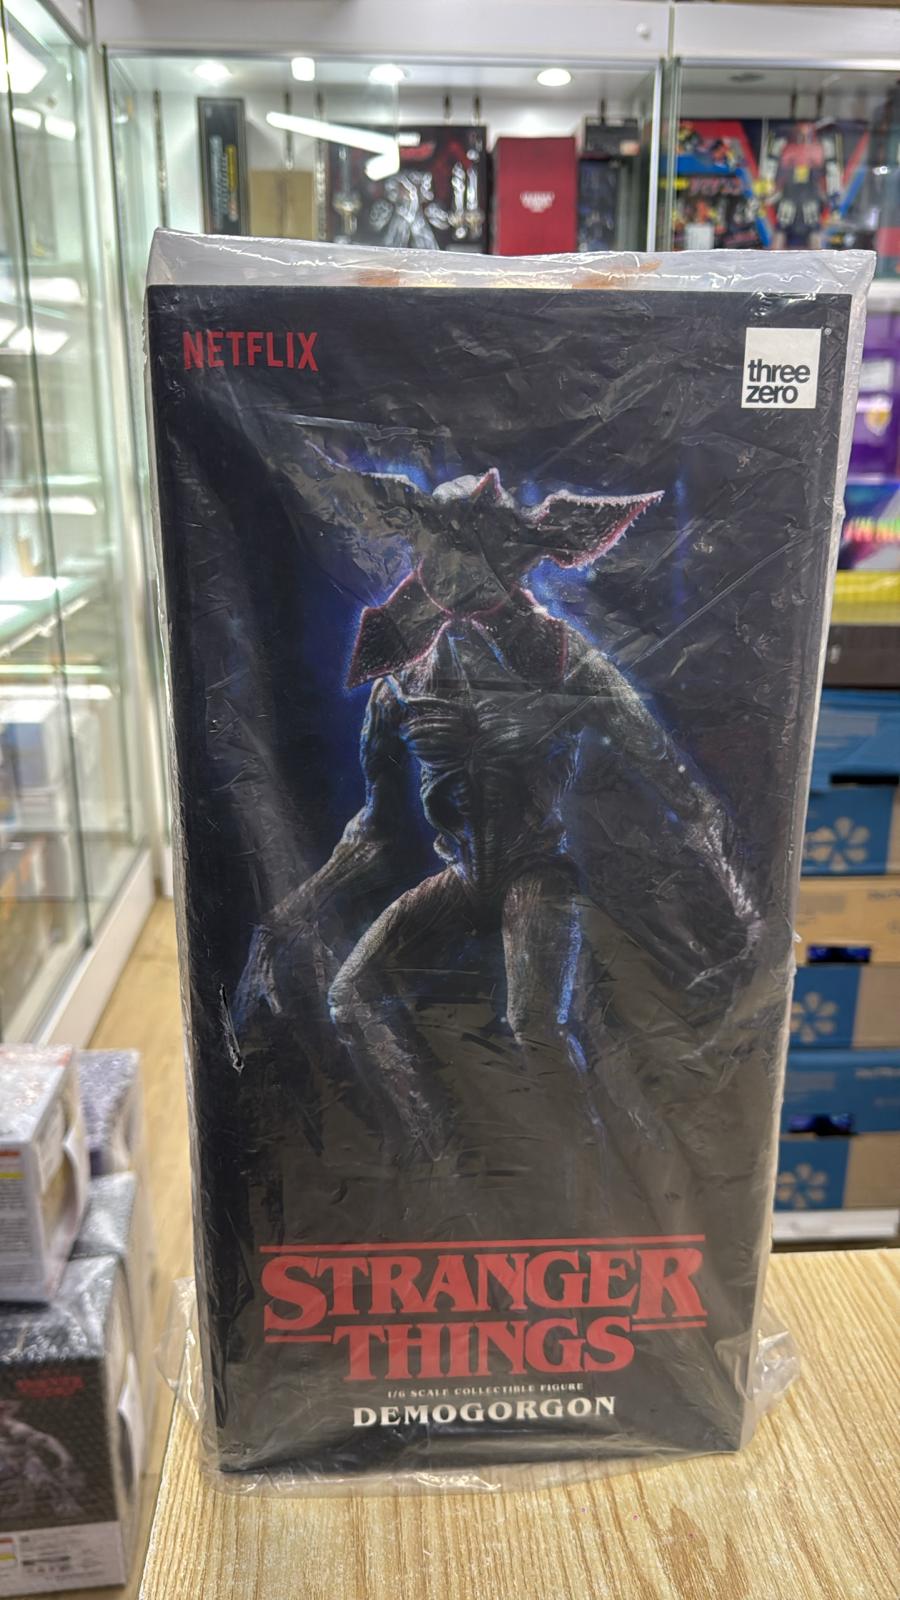 NETFLIX
three
zero
STRANGER
THINGS
1/6 SCALE COLLECTIBLE FIGURE
DEMOGORGON